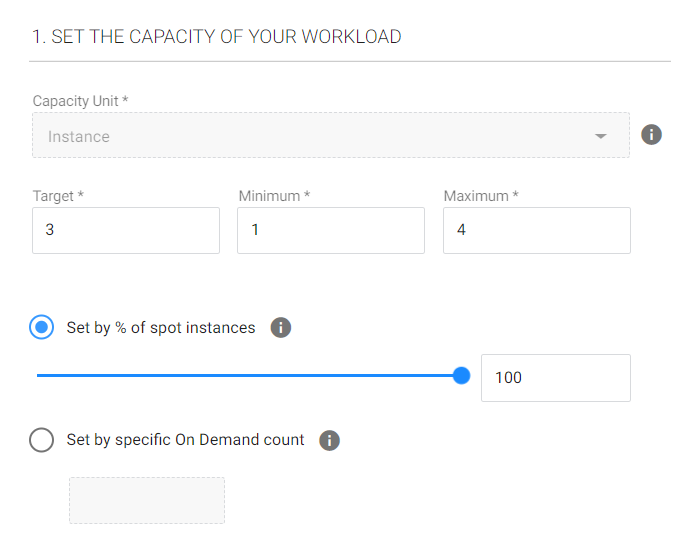 1. SET THE CAPACITY OF YOUR WORKLOAD
Capacity Unit *
Instance
Target * Minimum * Maximum *
3 1 4
Set by % of spot instances
100
Set by specific On Demand count